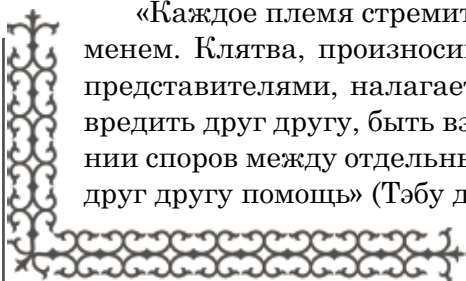 «Каждое племя стремит
менем. Клятва, произноси
представителями, налагает
вредить друг другу, быть вз
нии споров между отдельны
друг другу помощь» (Тэбу д